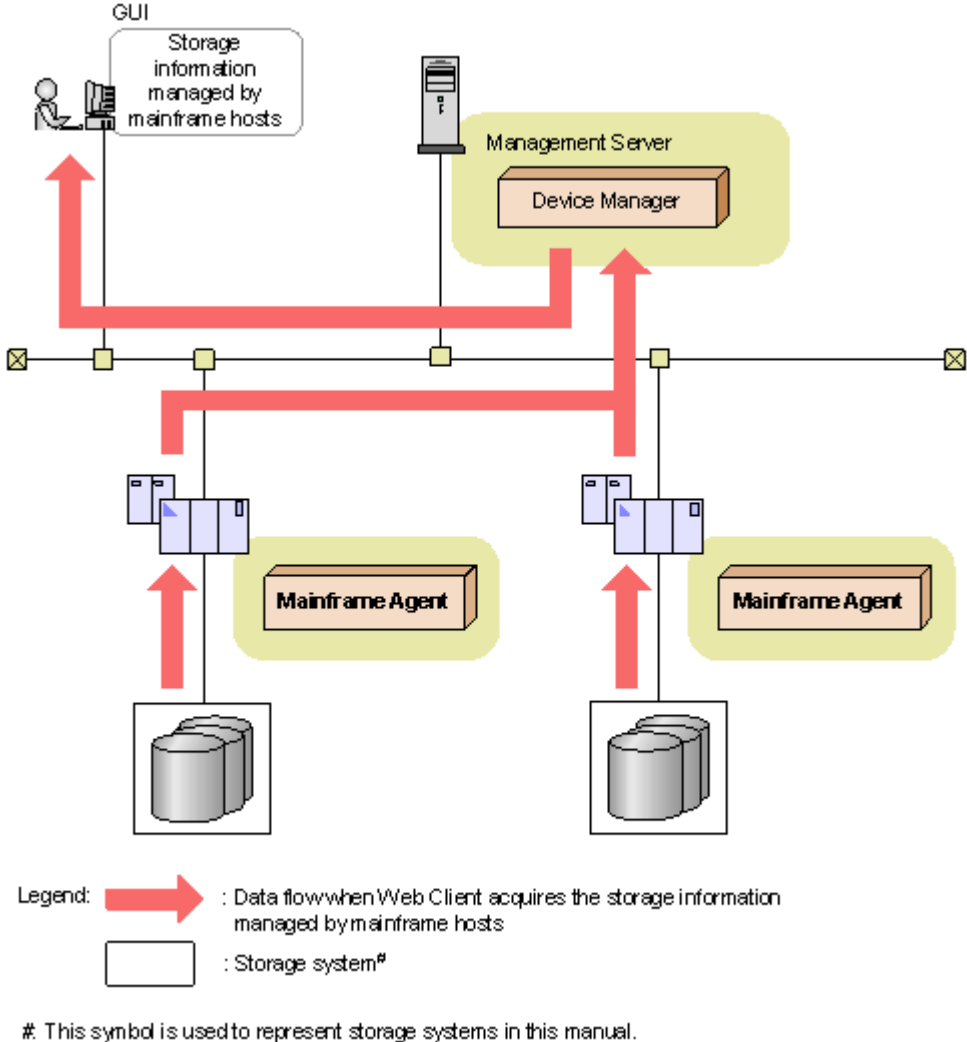 GUI
Storage
information
managed by
mainframe hosts
Management Server
Device Manager
Mainframe Agent
Mainframe Agent
Legend:
: Data flow when Web Client acquires the storage information
managed by mainframe hosts
: Storage system#
#: This symbol is used to represent storage systems in this manual.